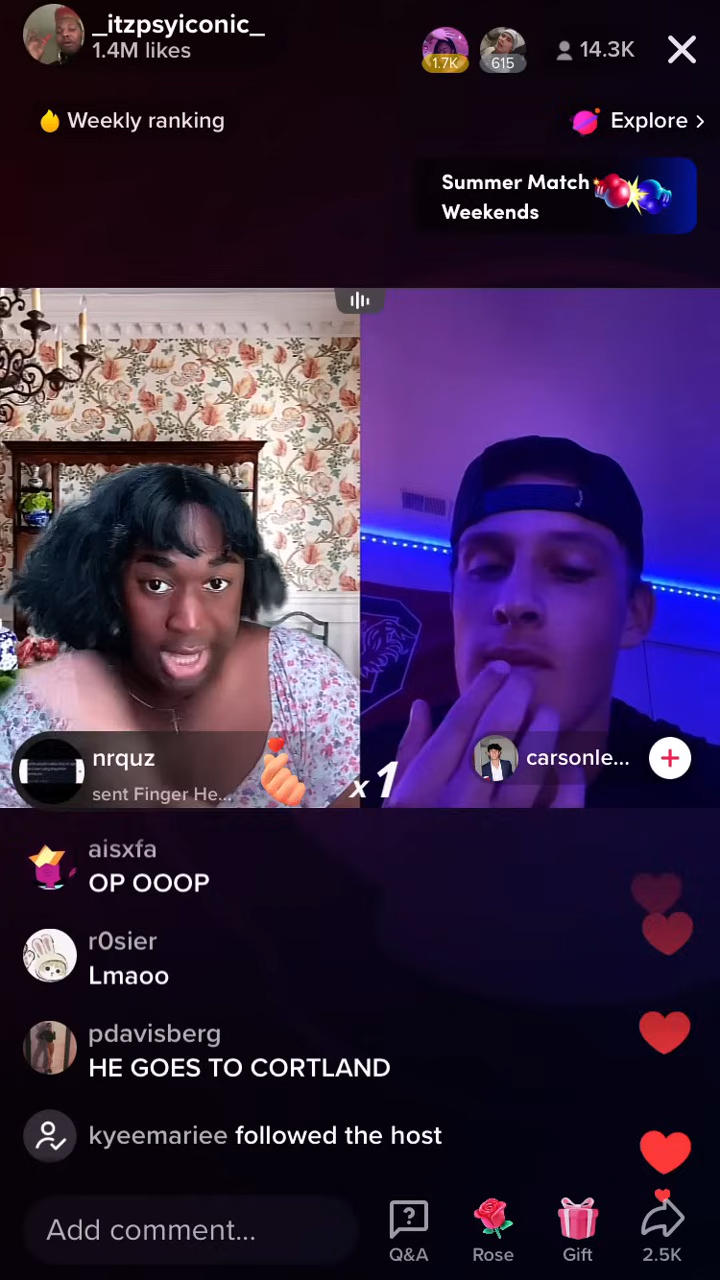 _itzpsyiconic_
1.4M likes
1.7K
615
14.3K
Weekly ranking
Explore
Summer Match
Weekends
nrquz
sent Finger He...
x 1
carsonle...
aisxfa
OP OOOP
r0sier
Lmaoo
pdavisberg
HE GOES TO CORTLAND
kyeemariee followed the host
Add comment...
Q&A
Rose
Gift
2.5K